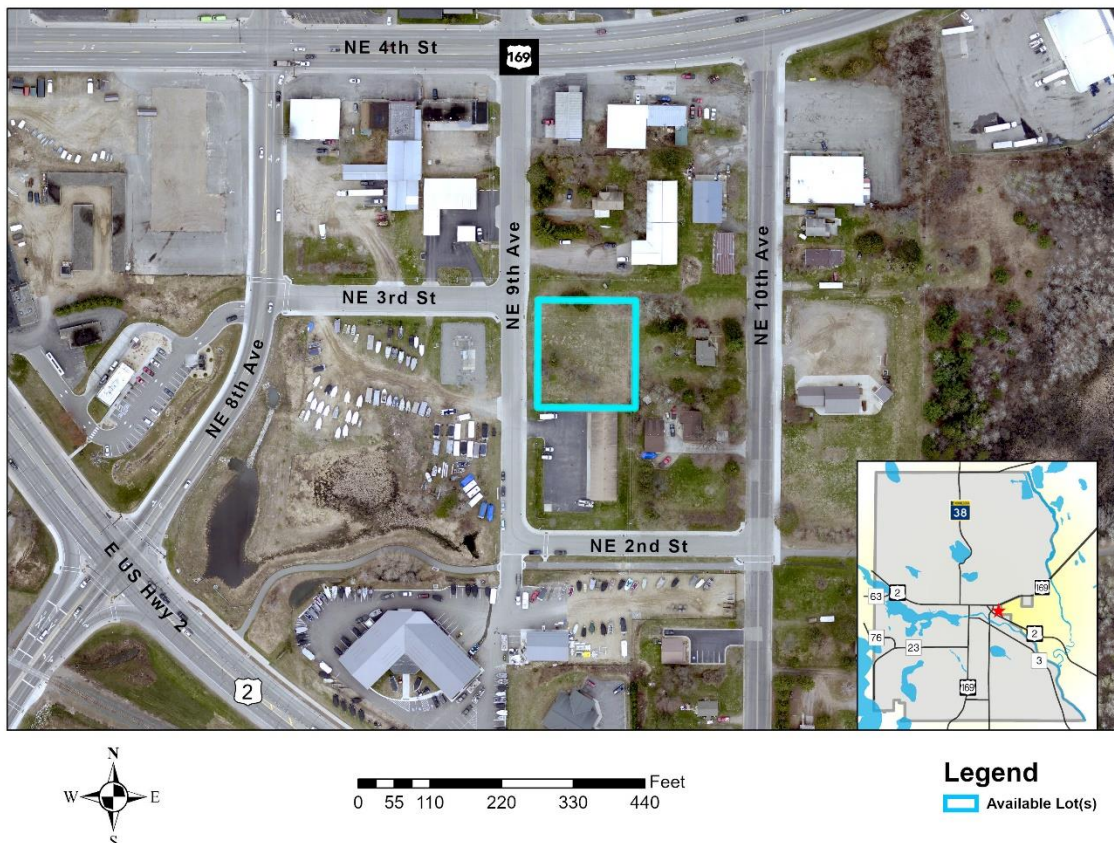 NE 4th St
169
NE 3rd St
NE 9th Ave
NE 10th Ave
NE 8th Ave
NE 2nd St
E US Hwy 2
2
38
169
63
2
76
23
2
3
169
N
W
E
S
Feet
0 55 110 220 330 440
Legend
Available Lot(s)